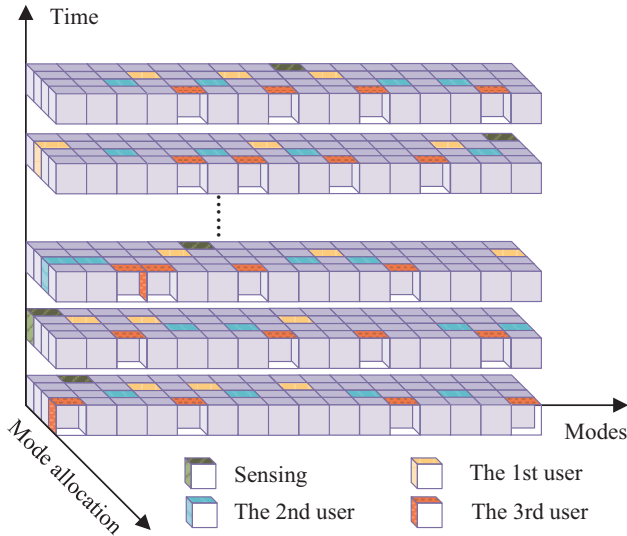 Time
Modes
Mode allocation
Sensing
The 1st user
The 2nd user
The 3rd user